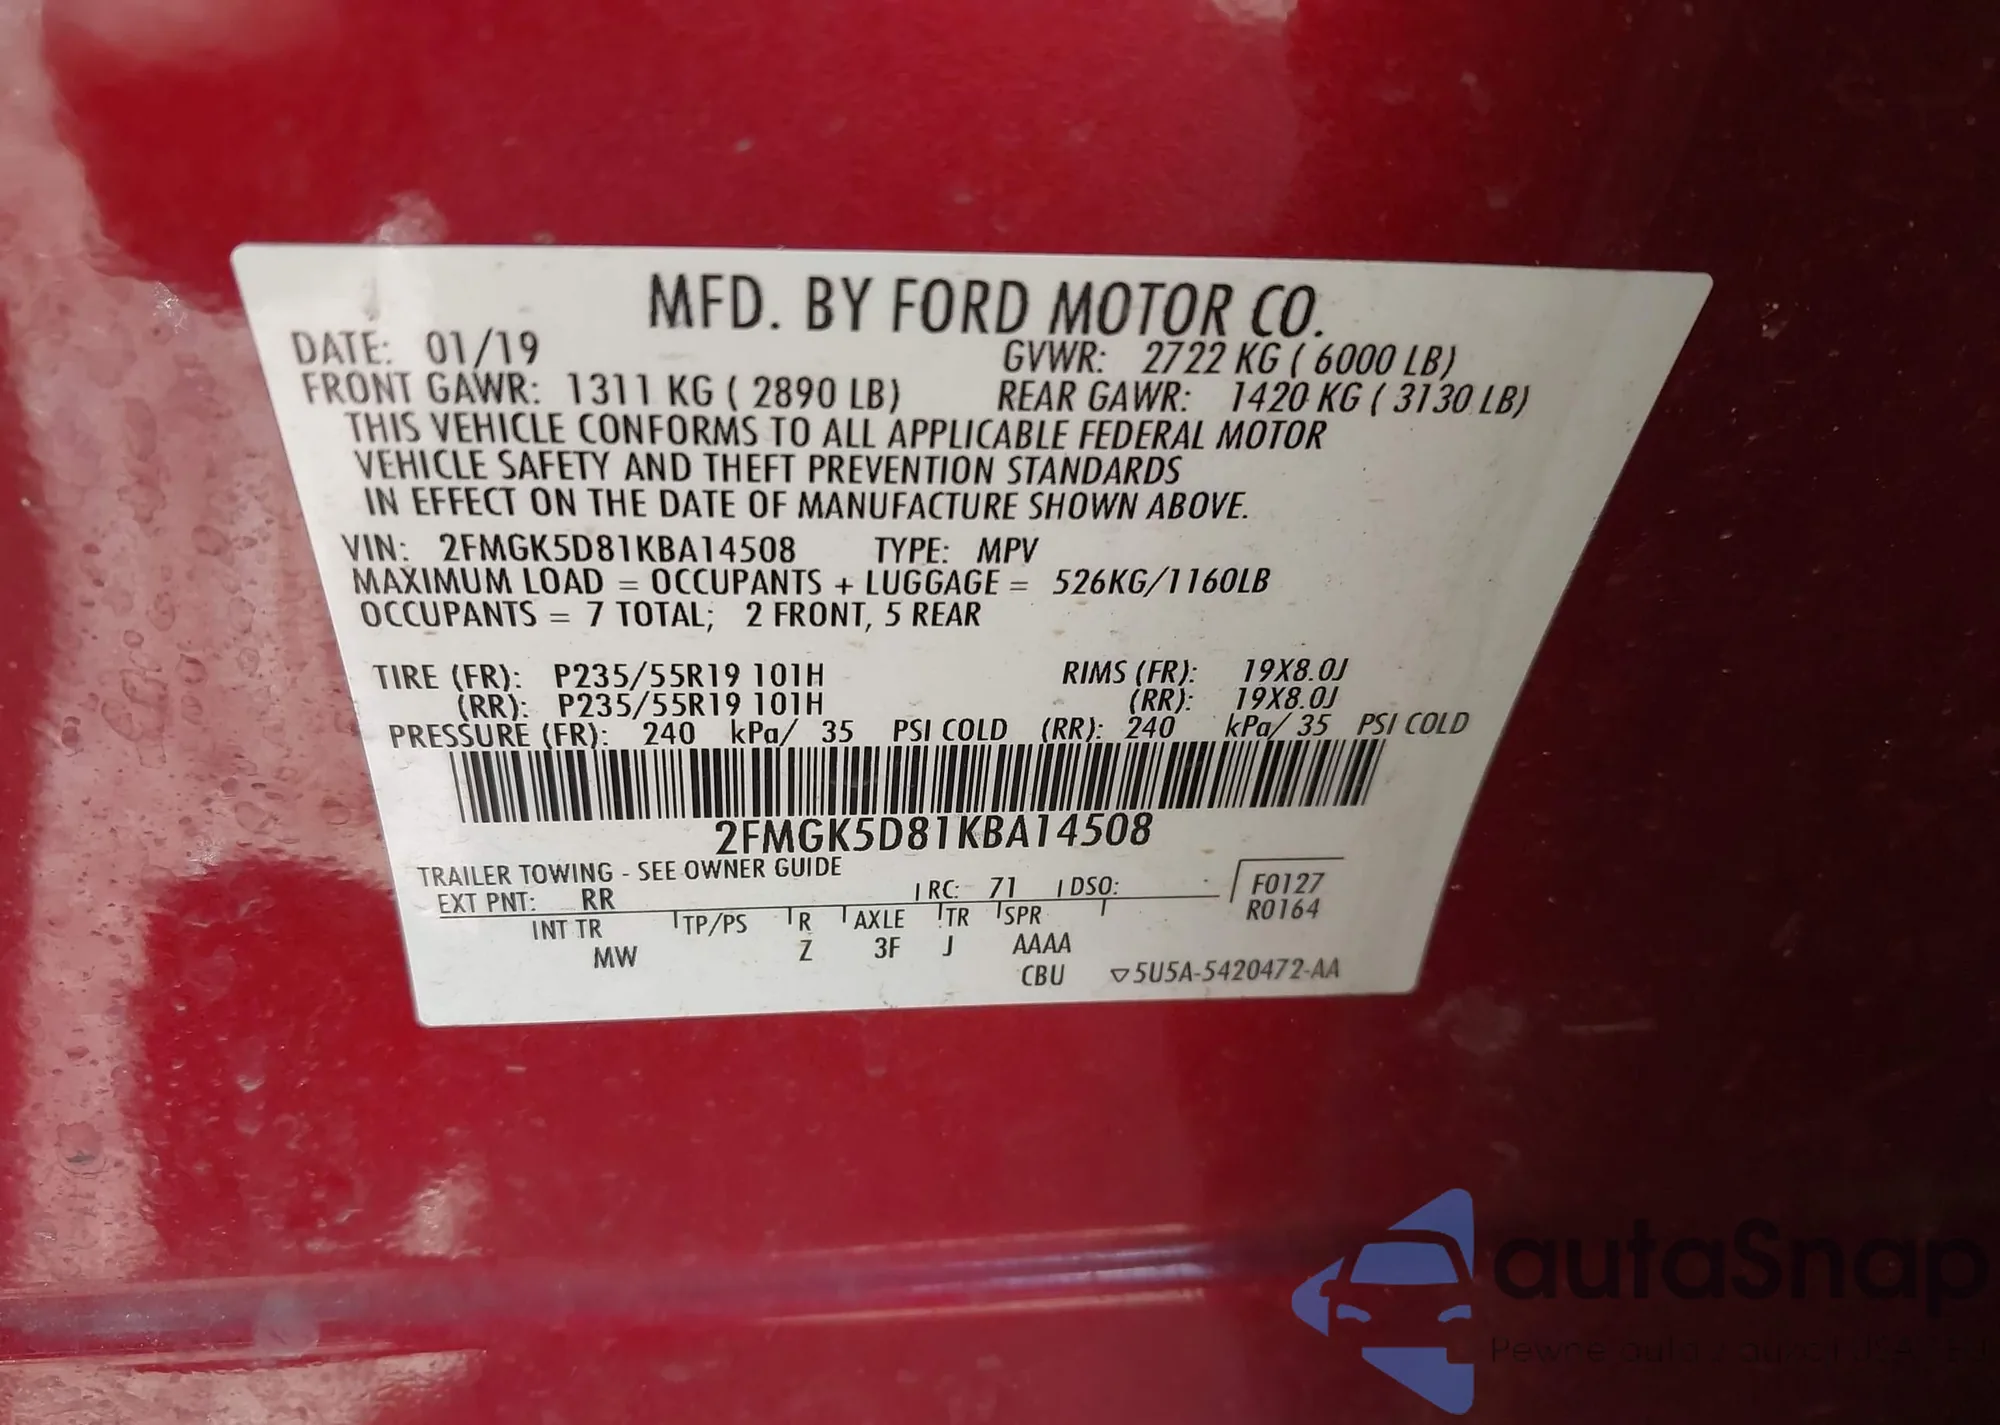 MFD. BY FORD MOTOR CO.
DATE: 01/19 GVWR: 2722 KG ( 6000 LB)
FRONT GAWR: 1311 KG ( 2890 LB) REAR GAWR: 1420 KG ( 3130 LB)
THIS VEHICLE CONFORMS TO ALL APPLICABLE FEDERAL MOTOR
VEHICLE SAFETY AND THEFT PREVENTION STANDARDS
IN EFFECT ON THE DATE OF MANUFACTURE SHOWN ABOVE.
VIN: 2FMGK5D81KBA14508 TYPE: MPV
MAXIMUM LOAD = OCCUPANTS + LUGGAGE = 526KG/1160LB
OCCUPANTS = 7 TOTAL; 2 FRONT, 5 REAR
TIRE (FR): P235/55R19 101H RIMS (FR): 19X8.0J
(RR): P235/55R19 101H (RR): 19X8.0J
PRESSURE (FR): 240 kPa/ 35 PSI COLD (RR): 240 kPa/ 35 PSI COLD
2FMGK5D81KBA14508
TRAILER TOWING - SEE OWNER GUIDE
EXT PNT: RR RC: 71 DSO: F0127
R0164
INT TR TP/PS R AXLE TR SPR
MW Z 3F J AAAA
CBU ▽5U5A-5420472-AA
autaSnap
Pewne auta z aukcji USA